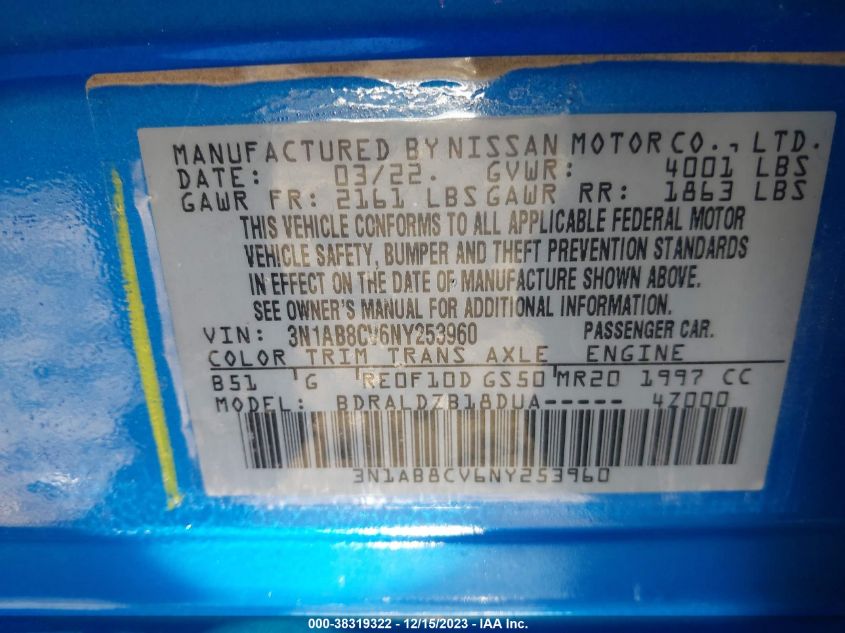 MANUFACTURED BY NISSAN MOTOR CO., LTD.
DATE: 03/22. GVWR: 4001 LBS
GAWR FR: 2161 LBS GAWR RR: 1863 LBS
THIS VEHICLE CONFORMS TO ALL APPLICABLE FEDERAL MOTOR
VEHICLE SAFETY, BUMPER AND THEFT PREVENTION STANDARDS
IN EFFECT ON THE DATE OF MANUFACTURE SHOWN ABOVE.
SEE OWNER'S MANUAL FOR ADDITIONAL INFORMATION.
VIN: 3N1AB8CV6NY253960 PASSENGER CAR.
COLOR TRIM TRANS AXLE ENGINE
B51 G RE0F10D GS50 MR20 1997 CC
MODEL: BDRALDZB18DUA----- 4Z000
3N1AB8CV6NY253960
000-38319322 - 12/15/2023 - IAA Inc.